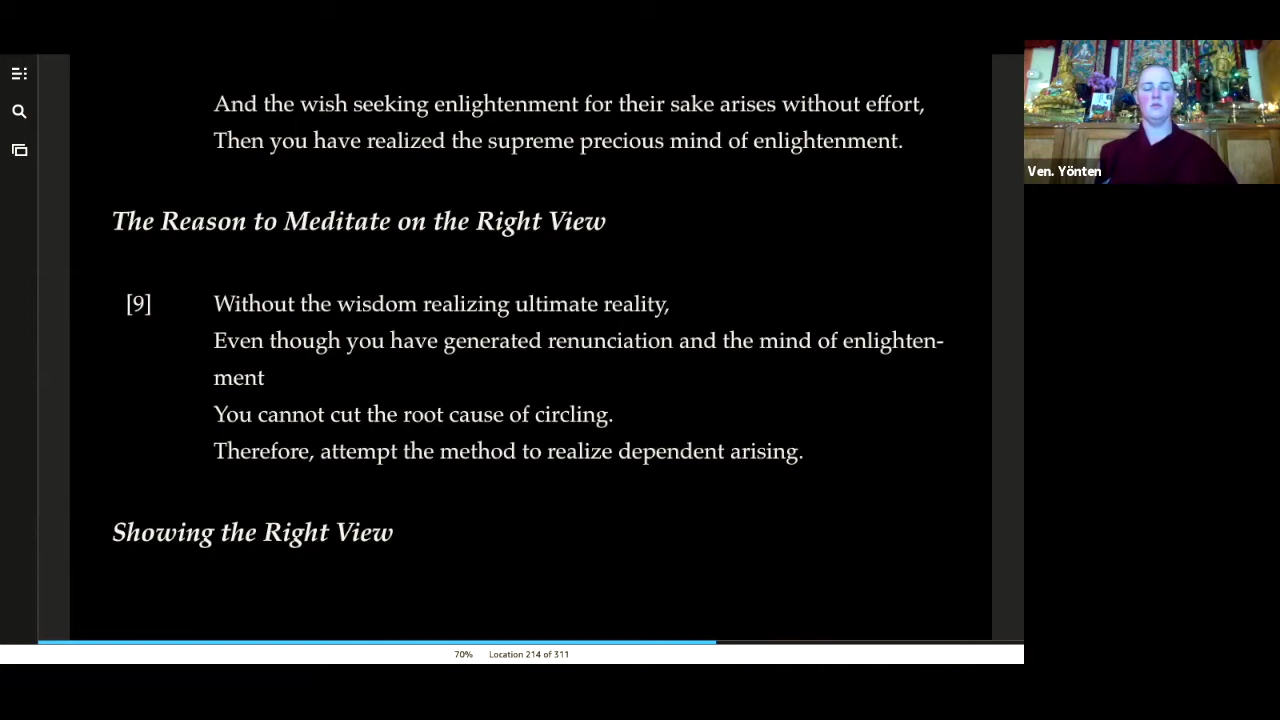 And the wish seeking enlightenment for their sake arises without effort,
Then you have realized the supreme precious mind of enlightenment.
The Reason to Meditate on the Right View
[9] Without the wisdom realizing ultimate reality,
Even though you have generated renunciation and the mind of enlighten-
ment
You cannot cut the root cause of circling.
Therefore, attempt the method to realize dependent arising.
Showing the Right View
70% Location 214 of 311
Ven. Yönten